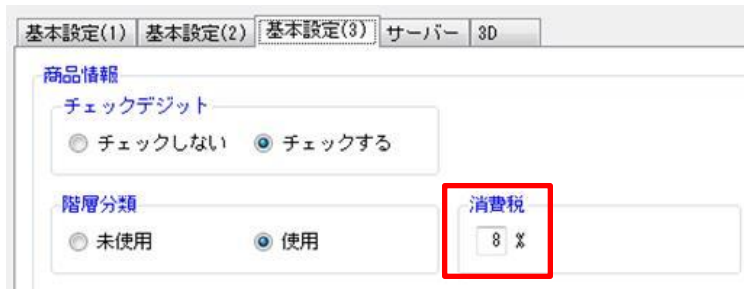 基本設定(1) 基本設定(2) 基本設定(3) サーバー 3D
商品情報
チェックデジット
チェックしない チェックする
階層分類 消費税
未使用 使用 8 %